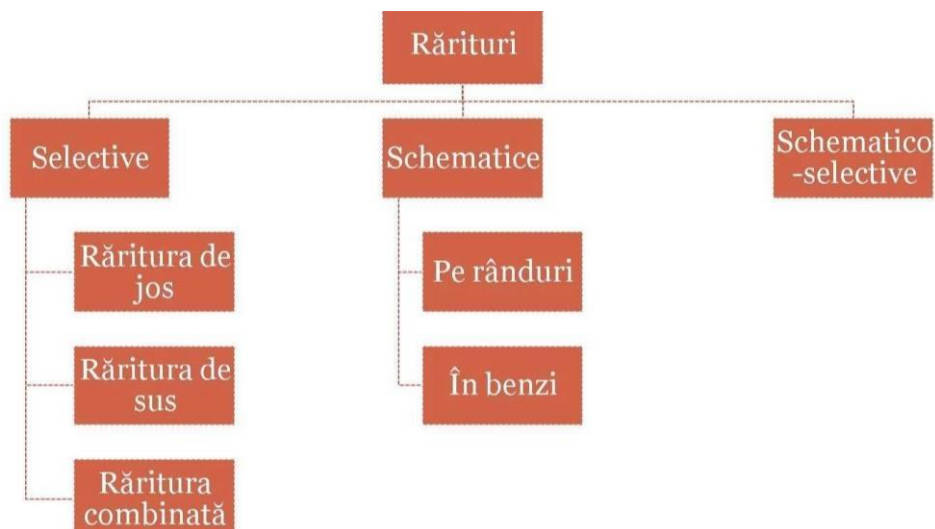 Rărituri
Selective
Schematice
Schematico
-selective
Răritura de
jos
Pe rânduri
Răritura de
sus
În benzi
Răritura
combinată